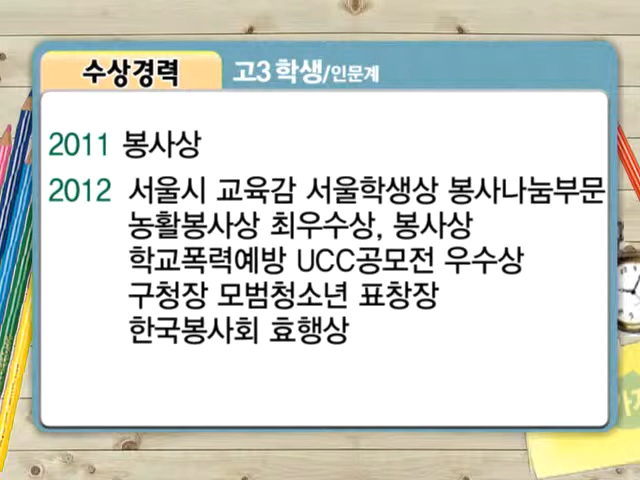 수상경력
고3 학생/인문계
2011 봉사상
2012 서울시 교육감 서울학생상 봉사나눔부문
농활봉사상 최우수상, 봉사상
학교폭력예방 UCC공모전 우수상
구청장 모범청소년 표창장
한국봉사회 효행상